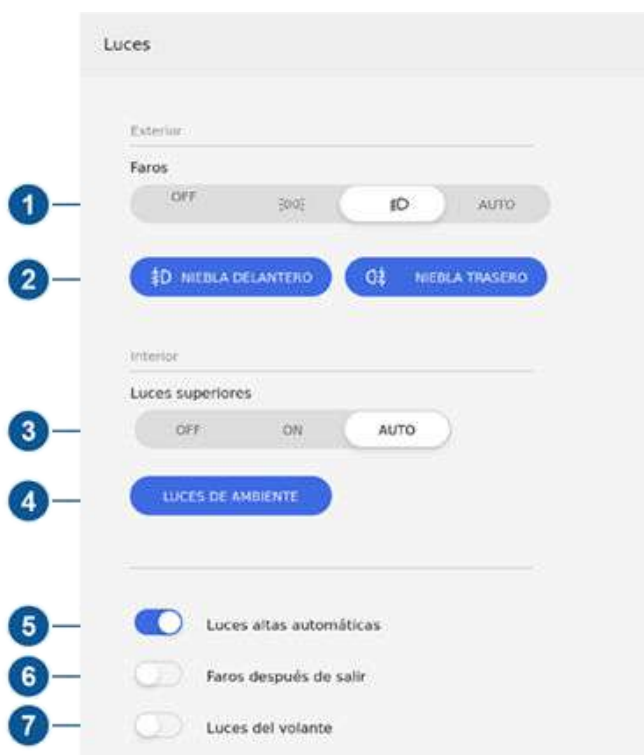 Luces
Exterior
Faros
1 OFF AUTO
2 NIEBLA DELANTERO NIEBLA TRASERO
Interior
Luces superiores
3 OFF ON AUTO
4 LUCES DE AMBIENTE
5 Luces altas automáticas
6 Faros después de salir
7 Luces del volante